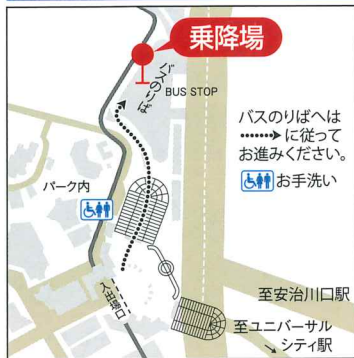 乗降場
バスのりば
BUS STOP
バスのりばへは
に従って
お進みください。
お手洗い
パーク内
入出場口
至安治川口駅
至ユニバーサル
シティ駅